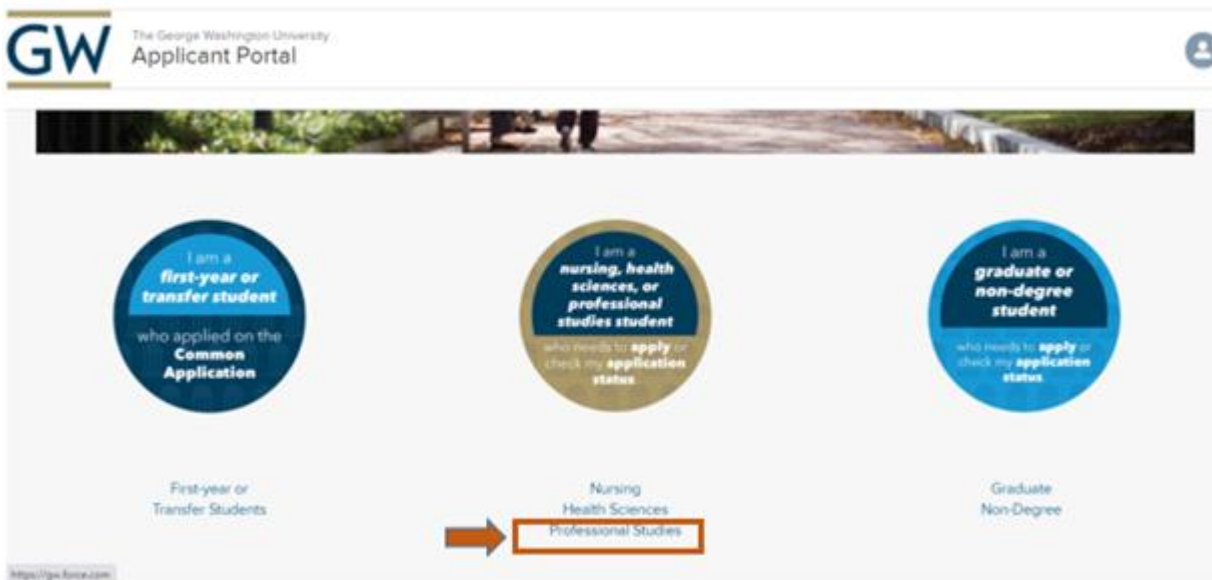 GW
The George Washington University
Applicant Portal
I am a
first-year or
transfer student
who applied on the
Common
Application
I am a
nursing, health
sciences, or
professional
studies student
who needs to apply or
check my application
status
I am a
graduate or
non-degree
student
who needs to apply or
check my application
status
First-year or
Transfer Students
Nursing
Health Sciences
Professional Studies
Graduate
Non-Degree
https://gw.force.com